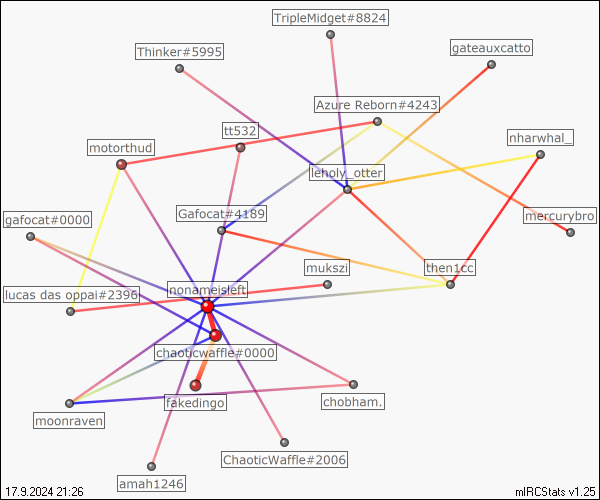 TripleMidget#8824
Thinker#5995
gateauxcatto
Azure Reborn#4243
tt532
nharwhal_
motorthud
leholy_otter
gafocat#0000
Gafocat#4189
mercurybro
mukszi
then1cc
nonameisleft
lucas das oppai#2396
chaoticwaffle#0000
fakedingo
chobham.
moonraven
ChaoticWaffle#2006
amah1246
17.9.2024 21:26
mIRCStats v1.25